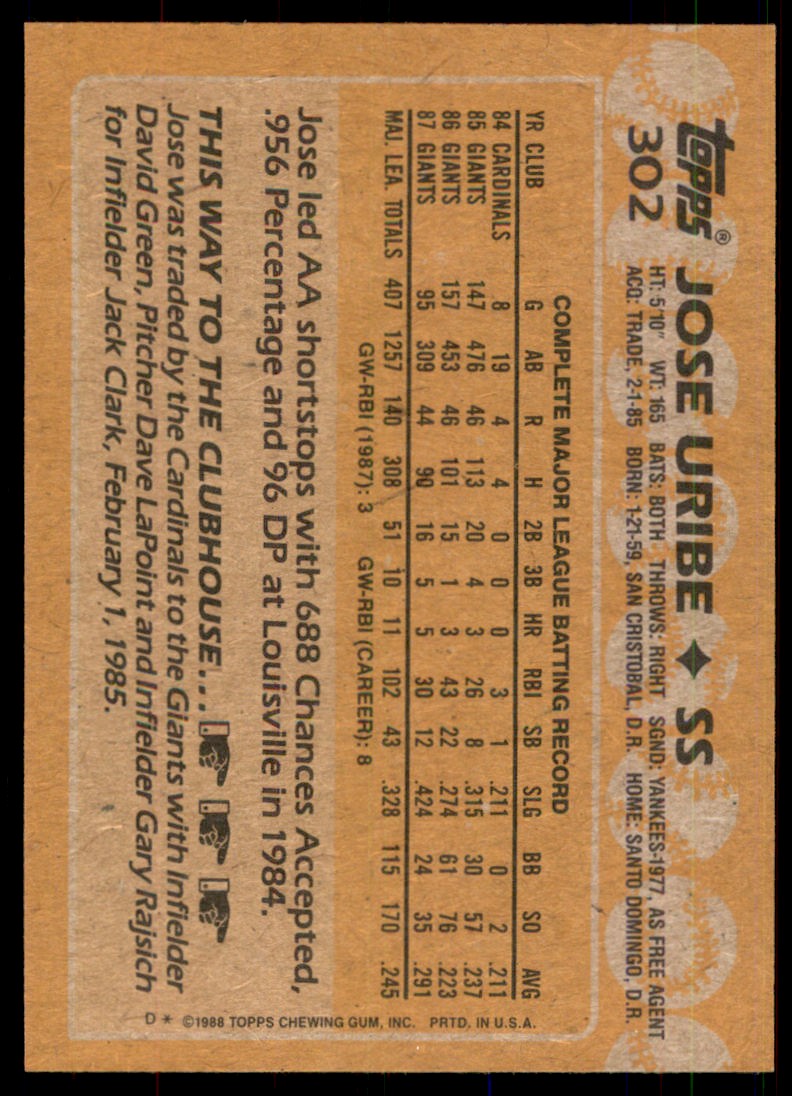 topps® JOSE URIBE ✦ SS
302 HT: 5'10" WT: 165 BATS: BOTH THROWS: RIGHT SGND: YANKEES-1977, AS FREE AGENT
ACQ: TRADE, 2-1-85 BORN: 1-21-59, SAN CRISTOBAL, D.R. HOME: SANTO DOMINGO, D.R.
COMPLETE MAJOR LEAGUE BATTING RECORD
YR CLUB G AB R H 2B 3B HR RBI SB SLG BB SO AVG
84 CARDINALS 8 19 4 4 0 0 0 3 1 .211 0 2 .211
85 GIANTS 147 476 46 113 20 4 3 26 8 .315 30 57 .237
86 GIANTS 157 453 46 101 15 1 3 43 22 .274 61 76 .223
87 GIANTS 95 309 44 90 16 5 5 30 12 .424 24 35 .291
MAJ. LEA. TOTALS 407 1257 140 308 51 10 11 102 43 .328 115 170 .245
GW-RBI (1987): 3 GW-RBI (CAREER): 8
Jose led AA shortstops with 688 Chances Accepted,
.956 Percentage and 96 DP at Louisville in 1984.
THIS WAY TO THE CLUBHOUSE...
Jose was traded by the Cardinals to the Giants with Infielder
David Green, Pitcher Dave LaPoint and Infielder Gary Rajsich
for Infielder Jack Clark, February 1, 1985.
D* ©1988 TOPPS CHEWING GUM, INC. PRTD. IN U.S.A.